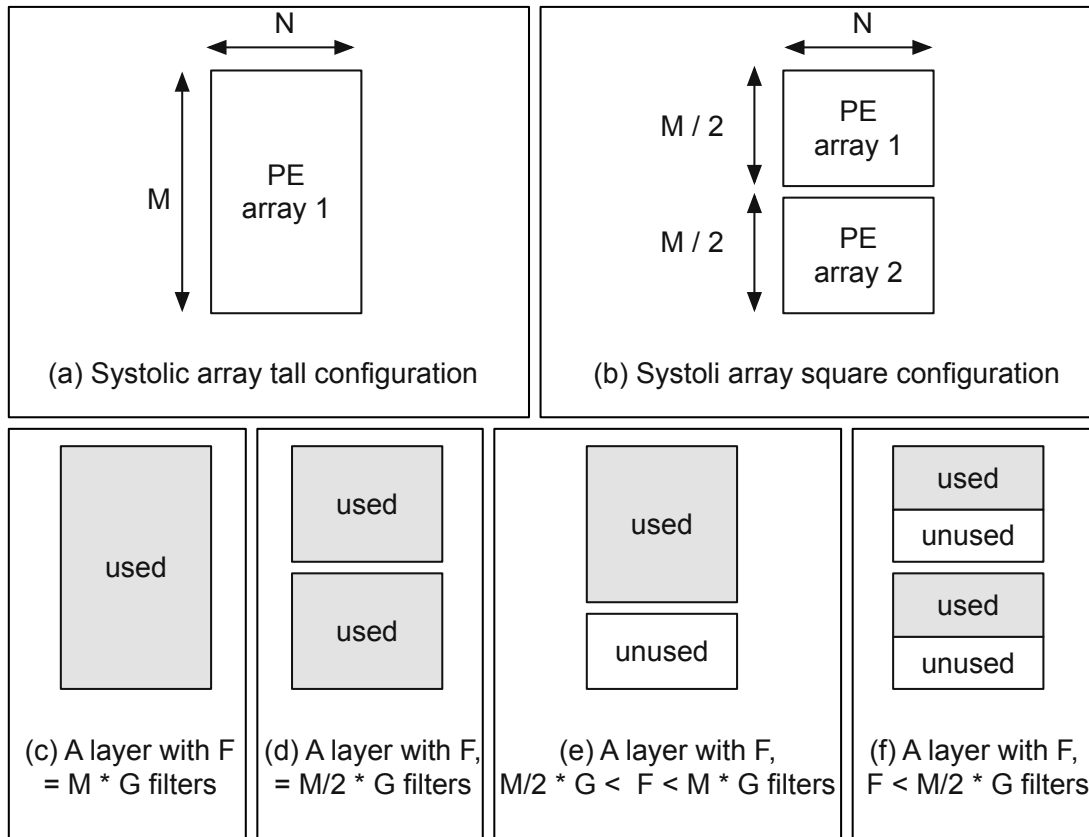 N
M
PE
array 1
(a) Systolic array tall configuration
N
M / 2
PE
array 1
M / 2
PE
array 2
(b) Systoli array square configuration
used
(c) A layer with F
= M * G filters
used
used
(d) A layer with F,
= M/2 * G filters
used
unused
(e) A layer with F,
M/2 * G < F < M * G filters
used
unused
used
unused
(f) A layer with F,
F < M/2 * G filters